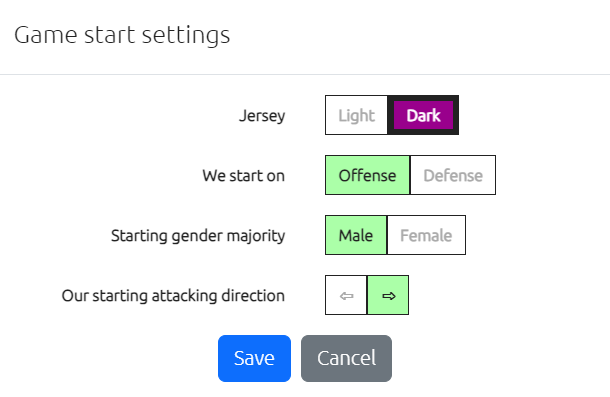 Game start settings
Jersey Light Dark
We start on Offense Defense
Starting gender majority Male Female
Our starting attacking direction ⇦ ⇨
Save Cancel